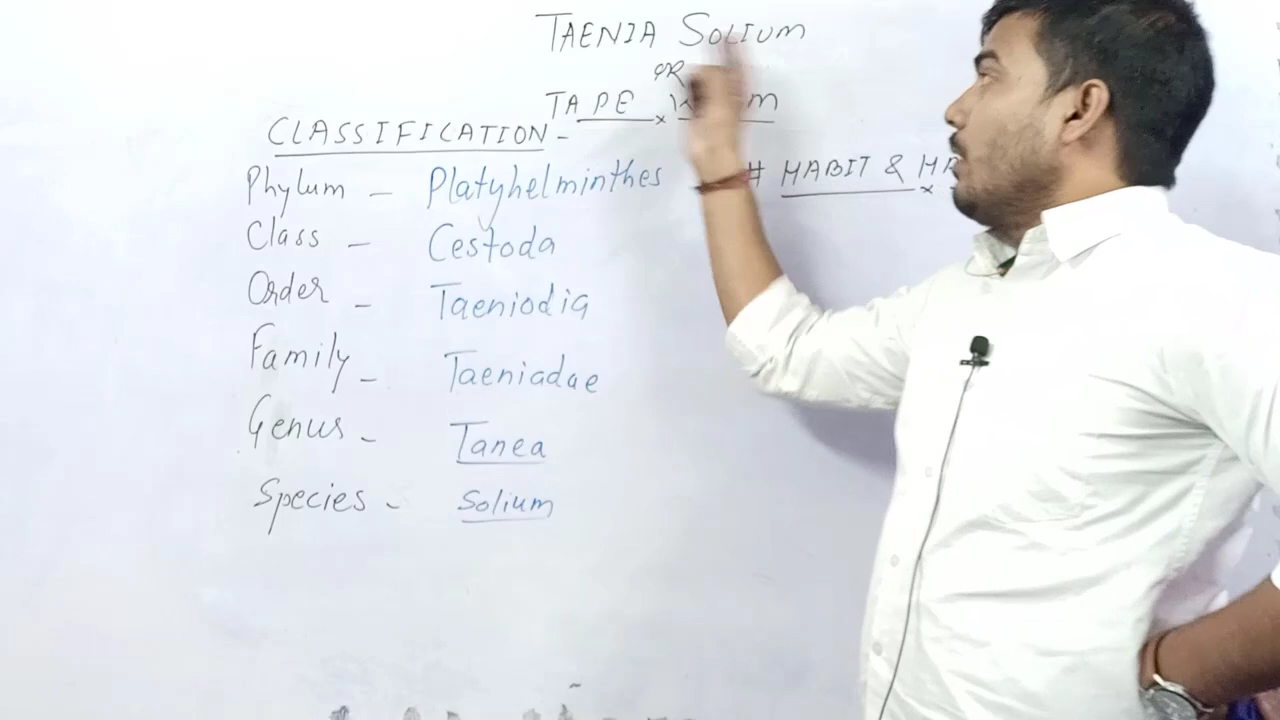 TAENIA SOLIUM
OR
TAPE
CLASSIFICATION -
# HABIT &
Phylum - Platyhelminthes
Class - Cestoda
Order - Taeniodia
Family - Taeniadae
Genus - Tanea
Species - Solium